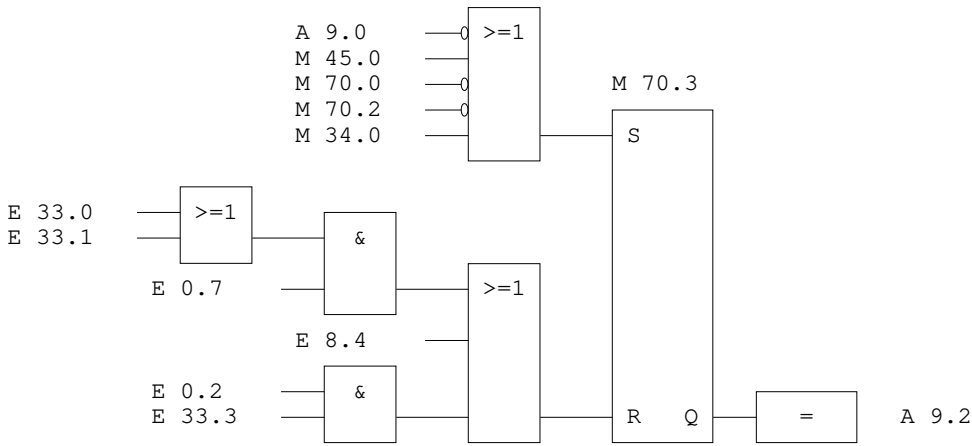 A 9.0 >=1
M 45.0
M 70.0 M 70.3
M 70.2
M 34.0 S
E 33.0 >=1
E 33.1 &
E 0.7 >=1
E 8.4
E 0.2 &
E 33.3 R Q = A 9.2